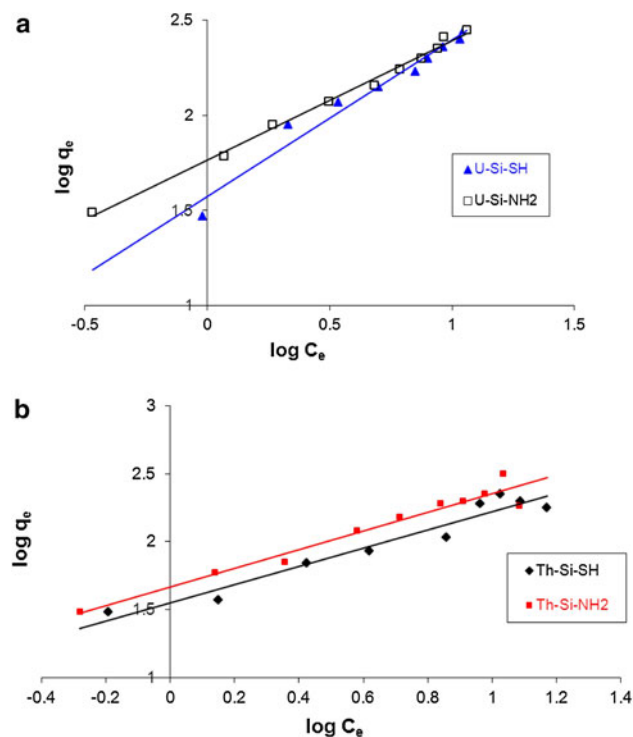 a
2.5
2
1.5
1
log qe
U-Si-SH
U-Si-NH2
-0.5 0 0.5 1 1.5
log Ce
b
3
2.5
2
1.5
1
log qe
Th-Si-SH
Th-Si-NH2
-0.4 -0.2 0 0.2 0.4 0.6 0.8 1 1.2 1.4
log Ce